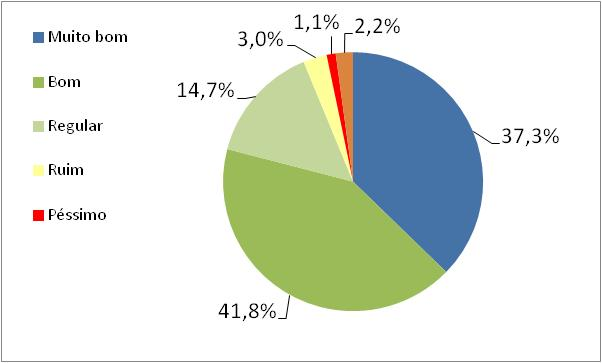 Muito bom
Bom
Regular
Ruim
Péssimo
1,1%
2,2%
3,0%
14,7%
37,3%
41,8%